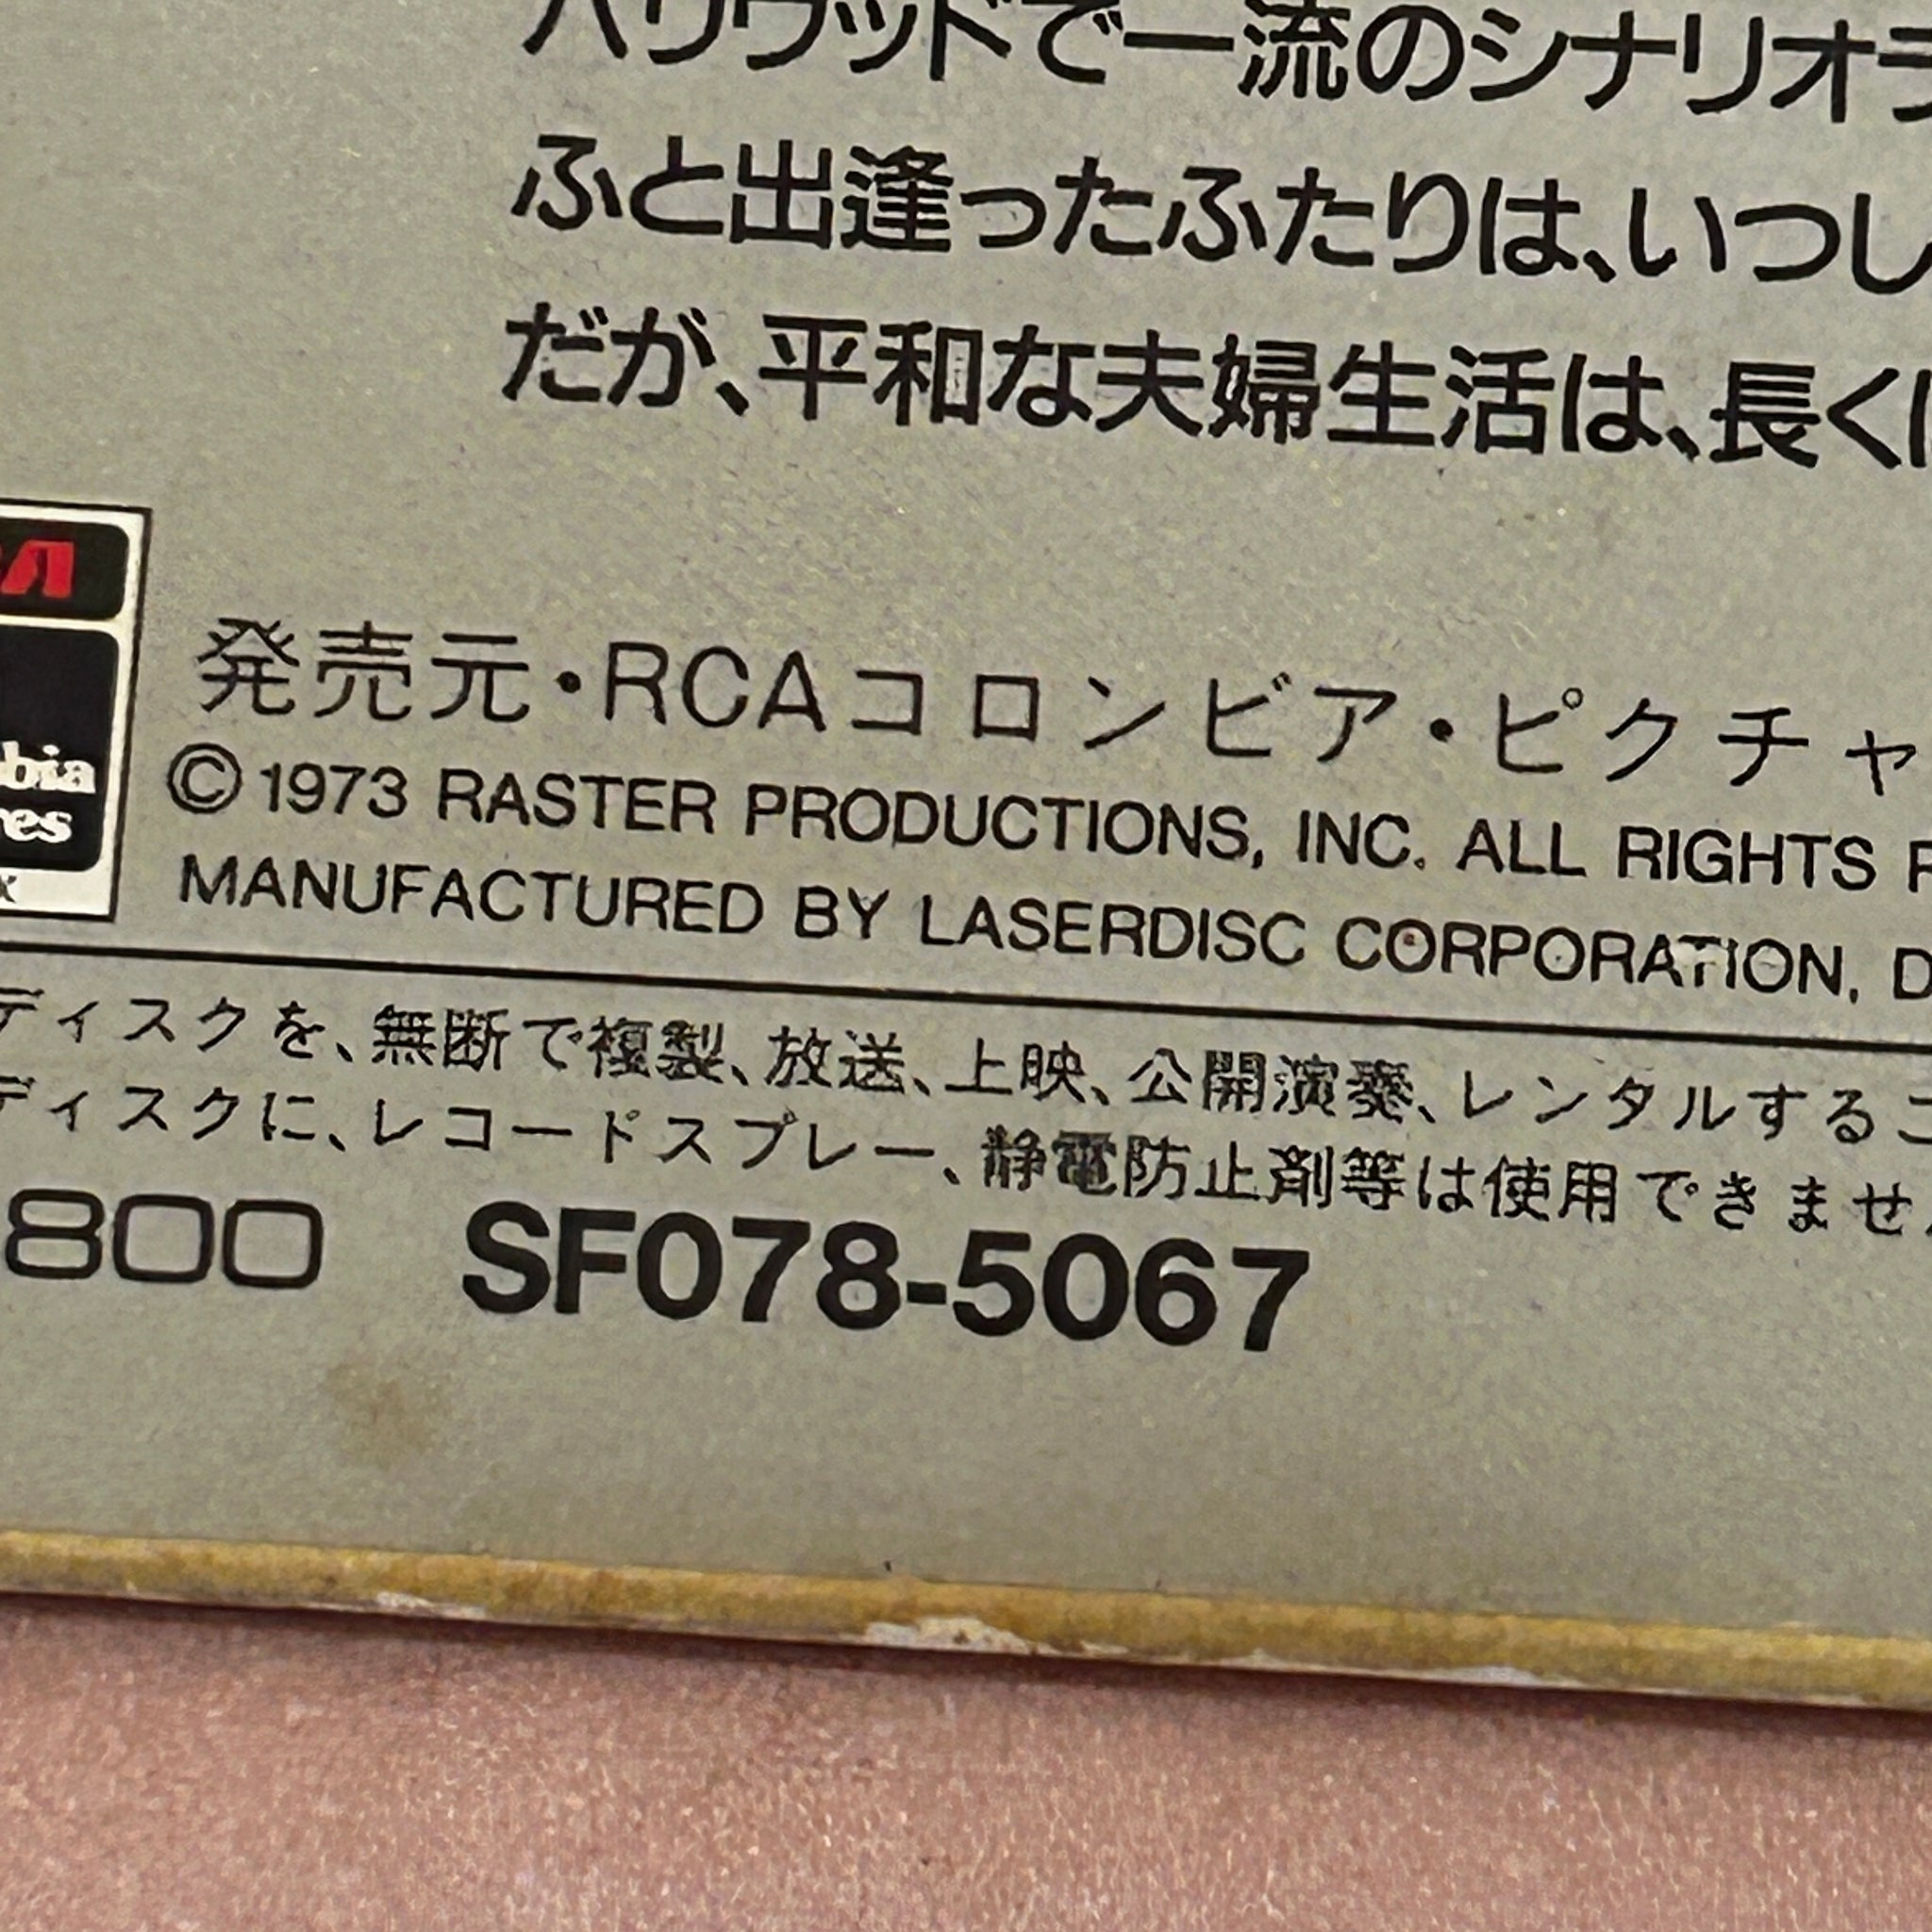 ハリウッドで一流のシナリオラ
ふと出逢ったふたりは、いつし
だが、平和な夫婦生活は、長くは
CA
発売元・RCAコロンビア・ピクチャ
bia
res
©1973 RASTER PRODUCTIONS, INC. ALL RIGHTS R
MANUFACTURED BY LASERDISC CORPORATION, D
x
ディスクを、無断で複製、放送、上映、公開演奏、レンタルするこ
ディスクに、レコードスプレー、静電防止剤等は使用できませ
800 SF078-5067